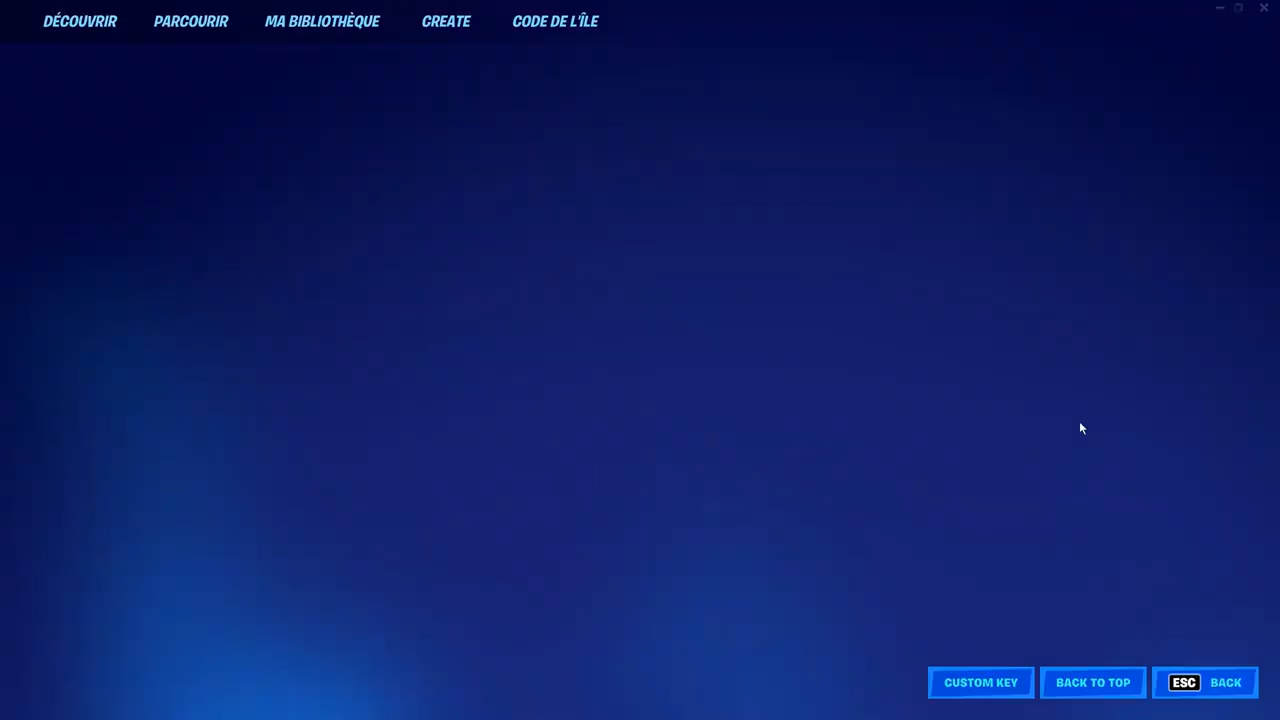 DÉCOUVRIR PARCOURIR MA BIBLIOTHÈQUE CREATE CODE DE L'ÎLE
CUSTOM KEY BACK TO TOP ESC BACK